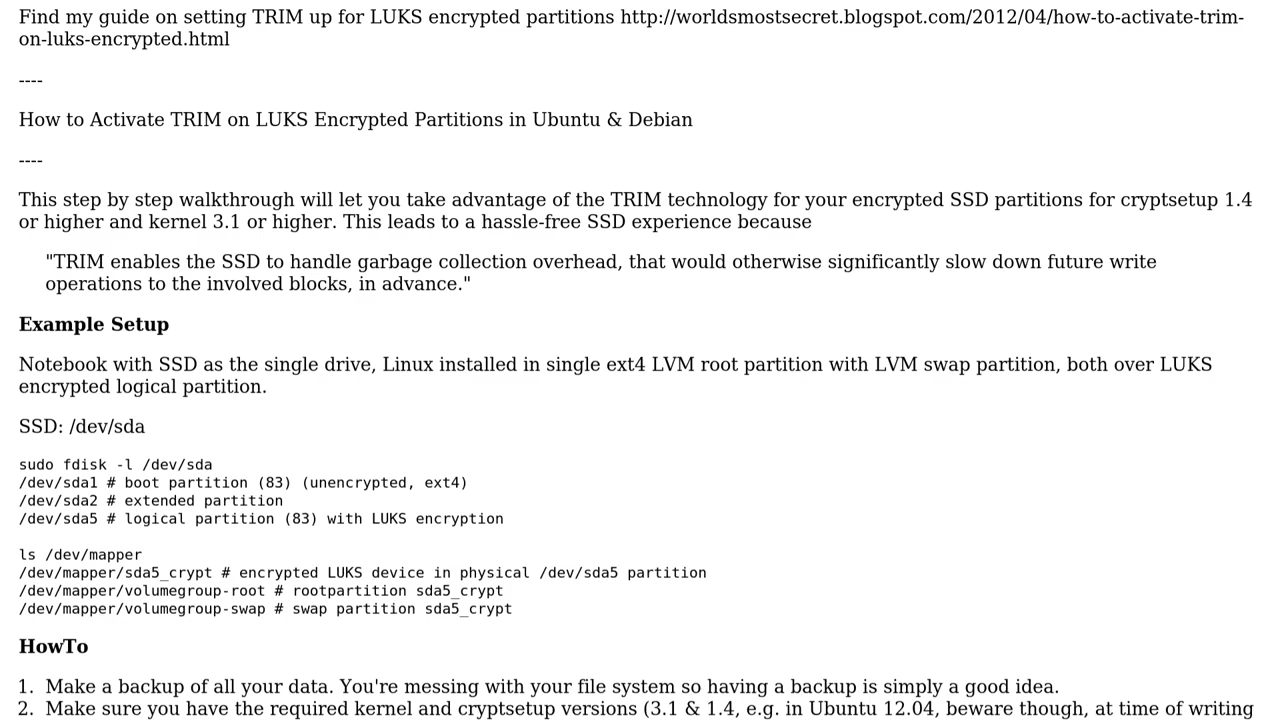 Find my guide on setting TRIM up for LUKS encrypted partitions http://worldsmostsecret.blogspot.com/2012/04/how-to-activate-trim-
on-luks-encrypted.html
----
How to Activate TRIM on LUKS Encrypted Partitions in Ubuntu & Debian
----
This step by step walkthrough will let you take advantage of the TRIM technology for your encrypted SSD partitions for cryptsetup 1.4
or higher and kernel 3.1 or higher. This leads to a hassle-free SSD experience because
"TRIM enables the SSD to handle garbage collection overhead, that would otherwise significantly slow down future write
operations to the involved blocks, in advance."
Example Setup
Notebook with SSD as the single drive, Linux installed in single ext4 LVM root partition with LVM swap partition, both over LUKS
encrypted logical partition.
SSD: /dev/sda
sudo fdisk -l /dev/sda
/dev/sda1 # boot partition (83) (unencrypted, ext4)
/dev/sda2 # extended partition
/dev/sda5 # logical partition (83) with LUKS encryption
ls /dev/mapper
/dev/mapper/sda5_crypt # encrypted LUKS device in physical /dev/sda5 partition
/dev/mapper/volumegroup-root # rootpartition sda5_crypt
/dev/mapper/volumegroup-swap # swap partition sda5_crypt
HowTo
1. Make a backup of all your data. You're messing with your file system so having a backup is simply a good idea.
2. Make sure you have the required kernel and cryptsetup versions (3.1 & 1.4, e.g. in Ubuntu 12.04, beware though, at time of writing